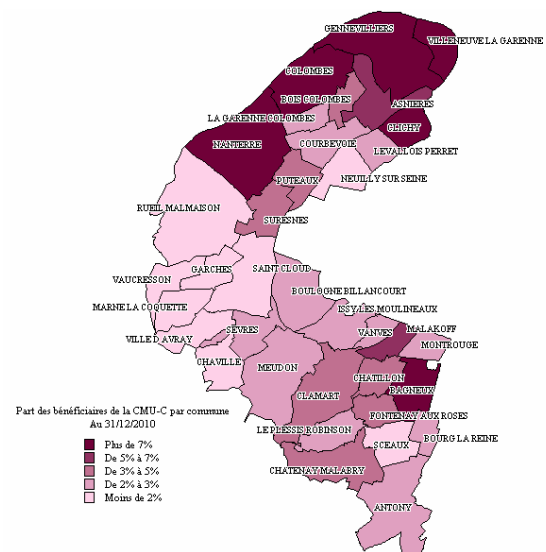 GENNEVILLIERS
VILLENEUVE LA GARENNE
COLOMBES
BOIS COLOMBES
ASNIERES
LA GARENNE COLOMBES
CLICHY
NANTERRE
COURBEVOIE
LEVALLOIS PERRET
PUTEAUX
NEUILLY SUR SEINE
RUEIL MALMAISON
SURESNES
GARCHES
SAINT CLOUD
VAUCRESSON
BOULOGNE BILLANCOURT
MARNE LA COQUETTE
ISSY LES MOULINEAUX
SEVRES
VANVES
MALAKOFF
VILLE D AVRAY
MONTROUGE
CHAVILLE
MEUDON
CHATILLON
CLAMART
BAGNEUX
FONTENAY AUX ROSES
LE PLESSIS ROBINSON
BOURG LA REINE
SCEAUX
CHATENAY MALABRY
ANTONY
Part des bénéficiaires de la CMU-C par commune
Au 31/12/2010
Plus de 7%
De 5% à 7%
De 3% à 5%
De 2% à 3%
Moins de 2%